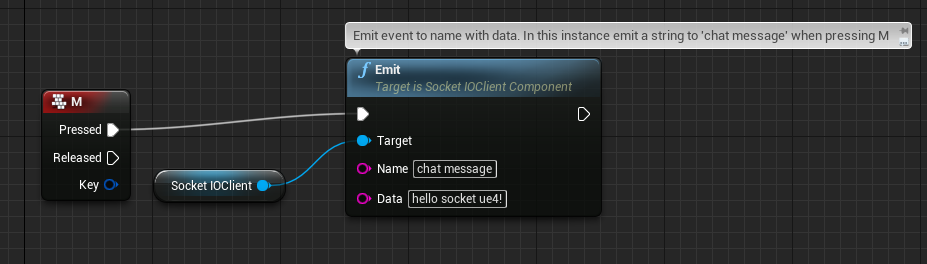 Emit event to name with data. In this instance emit a string to 'chat message' when pressing M
Emit
Target is Socket IOClient Component
M
Pressed
Released
Key
Socket IOClient
Target
Name chat message
Data hello socket ue4!